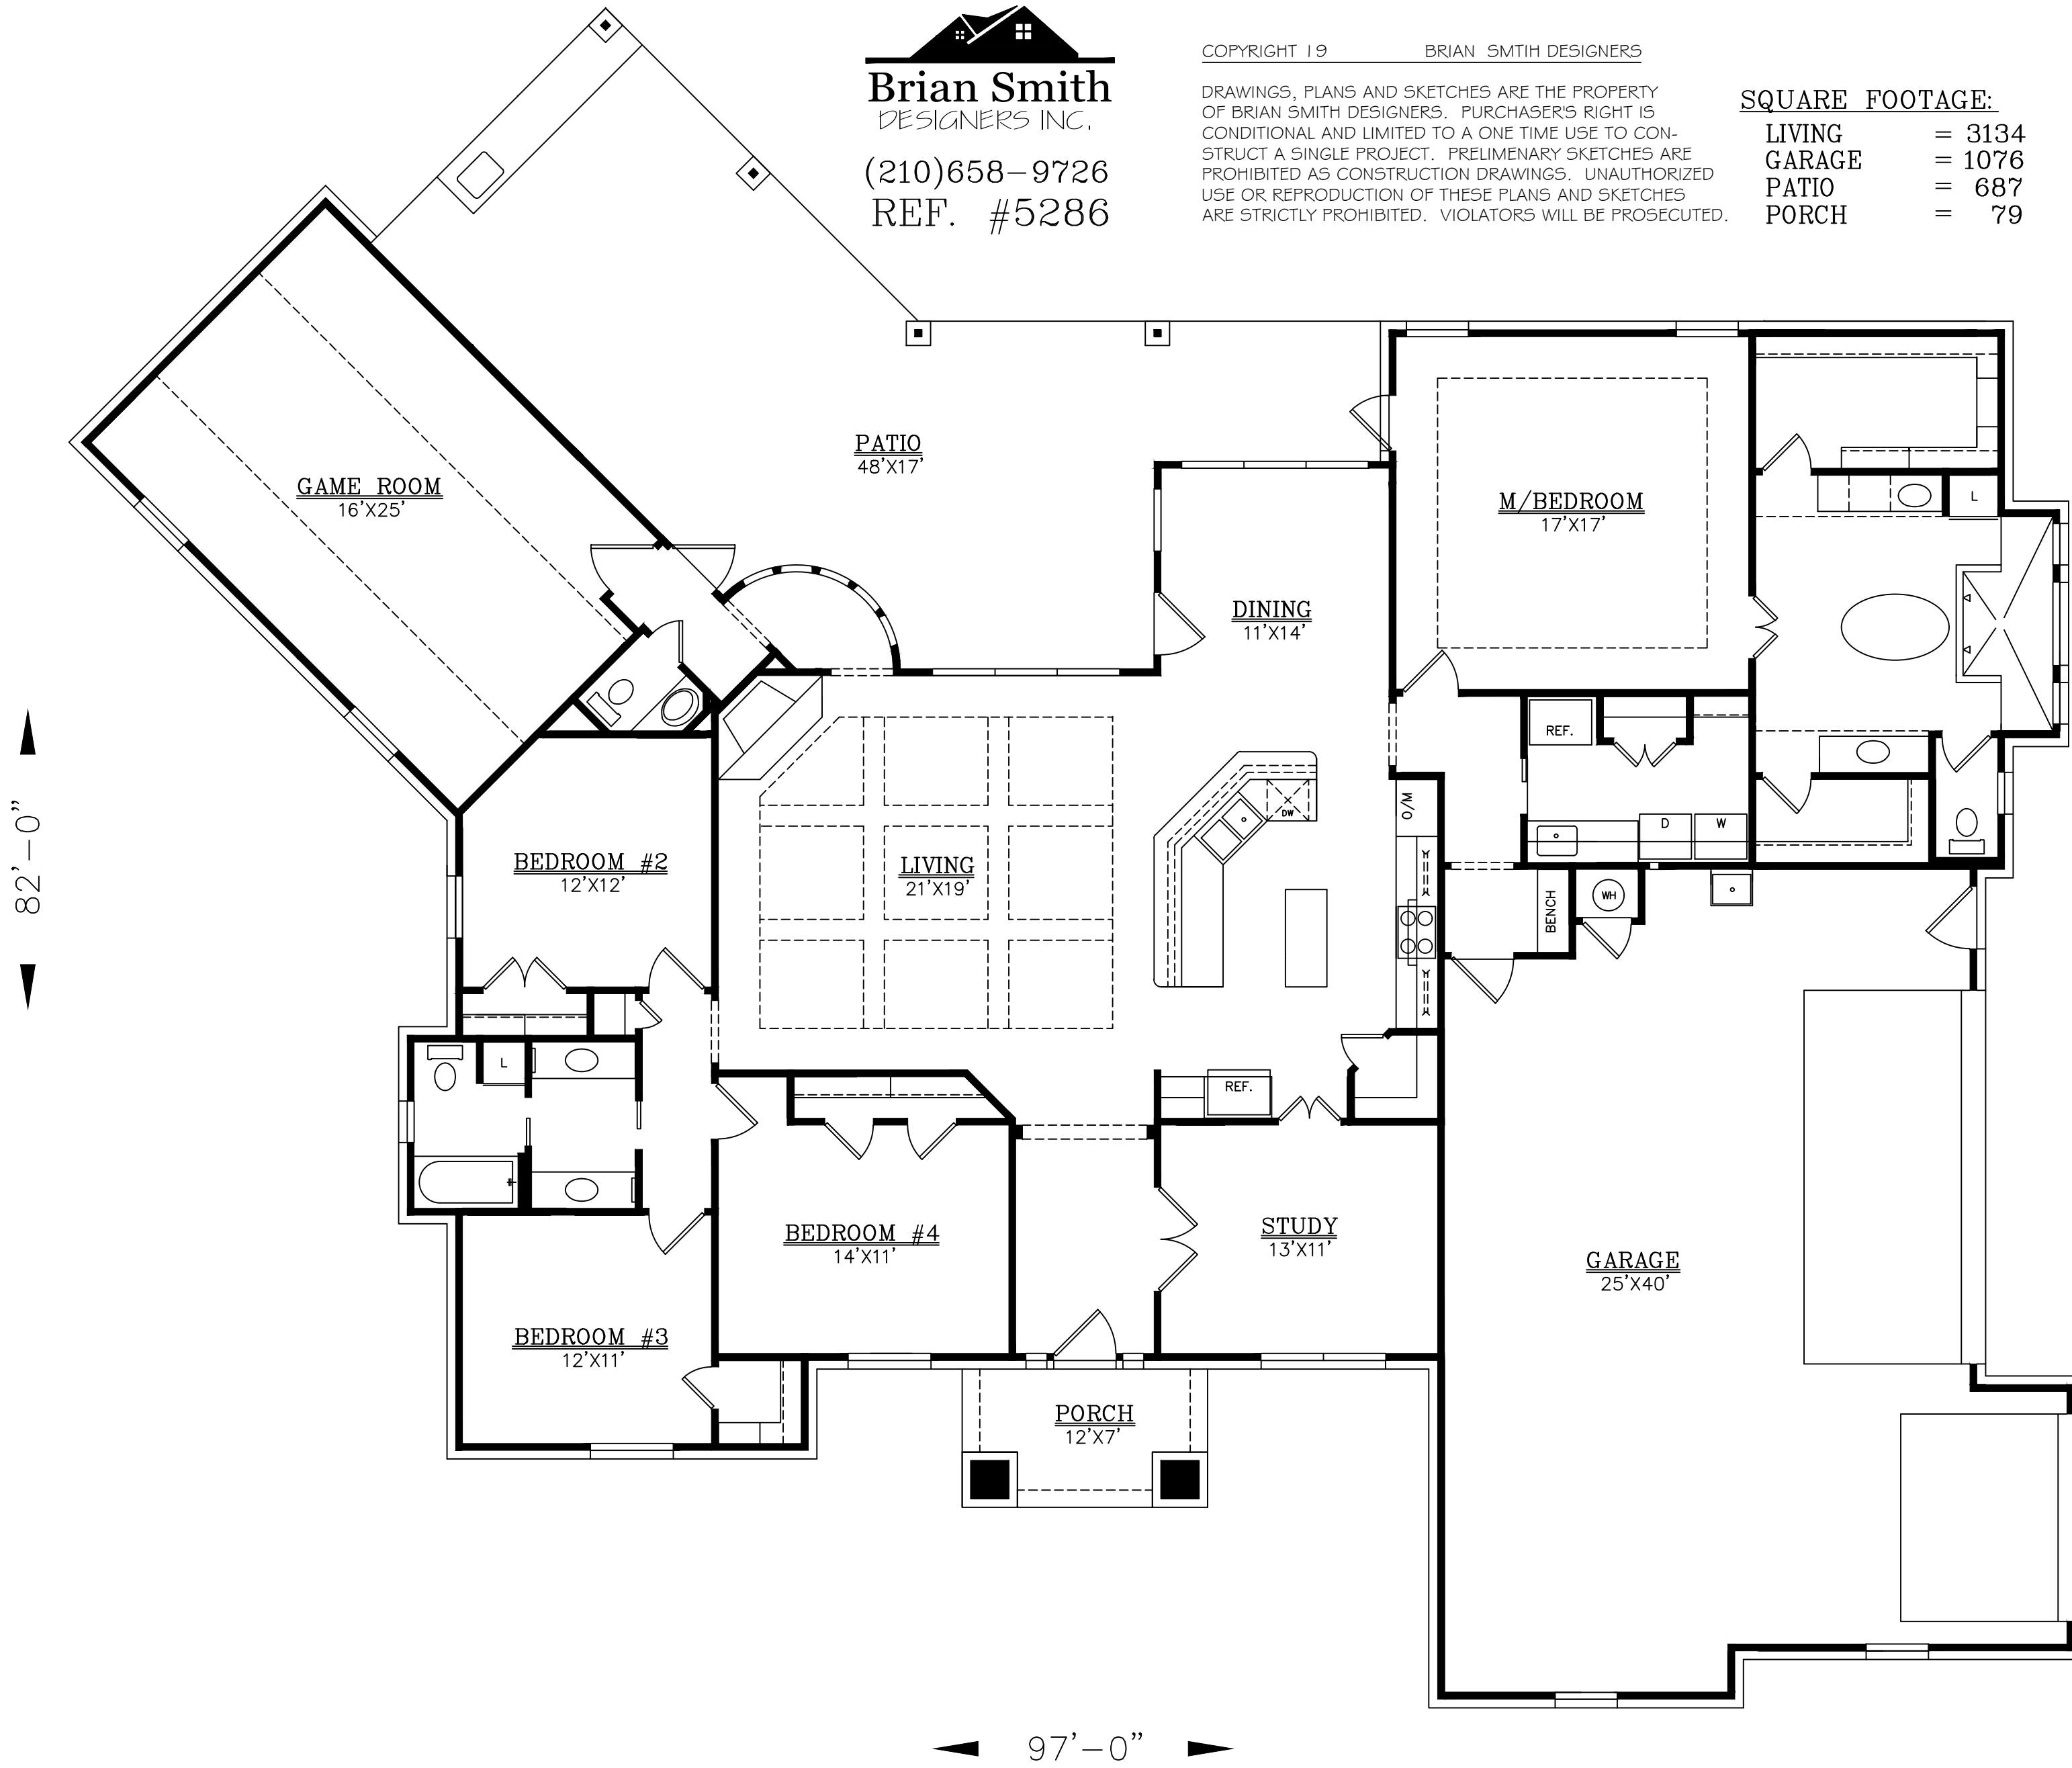 Brian Smith
DESIGNERS INC.
(210)658-9726
REF. #5286
COPYRIGHT 19 BRIAN SMTIH DESIGNERS
DRAWINGS, PLANS AND SKETCHES ARE THE PROPERTY
OF BRIAN SMITH DESIGNERS. PURCHASER'S RIGHT IS
CONDITIONAL AND LIMITED TO A ONE TIME USE TO CON-
STRUCT A SINGLE PROJECT. PRELIMENARY SKETCHES ARE
PROHIBITED AS CONSTRUCTION DRAWINGS. UNAUTHORIZED
USE OR REPRODUCTION OF THESE PLANS AND SKETCHES
ARE STRICTLY PROHIBITED. VIOLATORS WILL BE PROSECUTED.
SQUARE FOOTAGE:
LIVING = 3134
GARAGE = 1076
PATIO = 687
PORCH = 79
PATIO
48'X17'
GAME ROOM
16'X25'
M/BEDROOM
17'X17'
L
DINING
11'X14'
REF.
O/M
DW
D
W
BEDROOM #2
12'X12'
LIVING
21'X19'
BENCH
WH
82'-0"
L
REF.
BEDROOM #4
14'X11'
STUDY
13'X11'
GARAGE
25'X40'
BEDROOM #3
12'X11'
PORCH
12'X7'
97'-0"